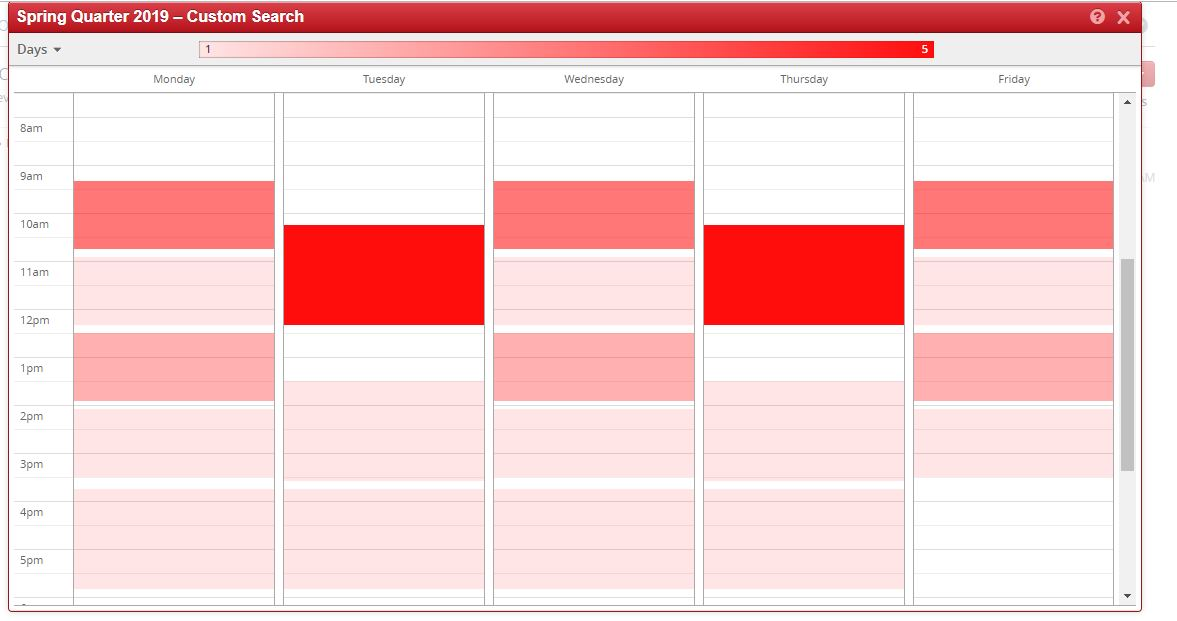 Spring Quarter 2019 – Custom Search
?
Days
1
5
Monday
Tuesday
Wednesday
Thursday
Friday
8am
9am
10am
11am
12pm
1pm
2pm
3pm
4pm
5pm